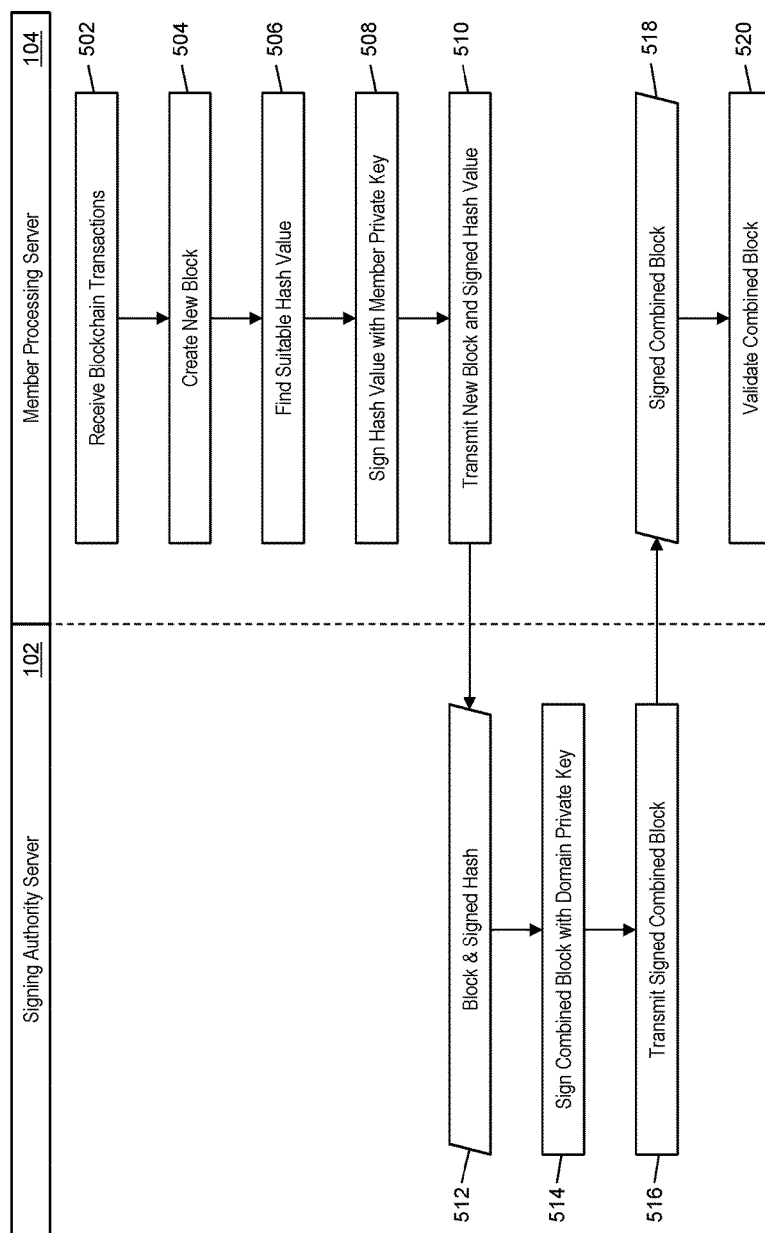 Signing Authority Server
102
Member Processing Server
104
Receive Blockchain Transactions
502
Create New Block
504
Find Suitable Hash Value
506
Sign Hash Value with Member Private Key
508
Transmit New Block and Signed Hash Value
510
Block & Signed Hash
512
Sign Combined Block with Domain Private Key
514
Transmit Signed Combined Block
516
Signed Combined Block
518
Validate Combined Block
520